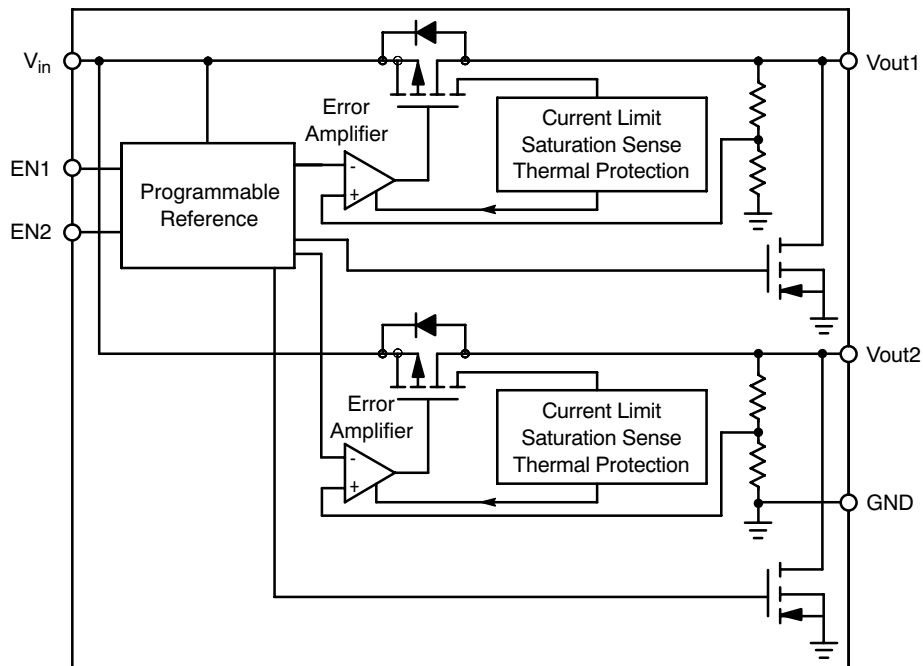 V_in
Vout1
Error
Amplifier
Current Limit
Saturation Sense
Thermal Protection
EN1
-
+
Programmable
Reference
EN2
Vout2
Error
Amplifier
Current Limit
Saturation Sense
Thermal Protection
-
+
GND